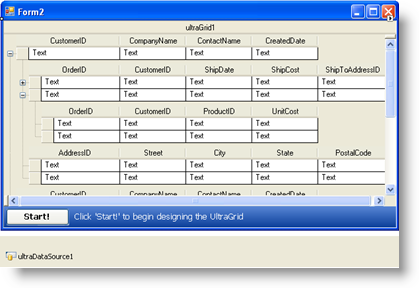 Form2
ultraGrid1
CustomerID CompanyName ContactName CreatedDate
Text Text Text Text
OrderID CustomerID ShipDate ShipCost ShipToAddressID
Text Text Text Text Text
Text Text Text Text Text
OrderID CustomerID ProductID UnitCost
Text Text Text Text
Text Text Text Text
AddressID Street City State PostalCode
Text Text Text Text Text
Text Text Text Text Text
CustomerID CompanyName ContactName CreatedDate
Start! Click 'Start!' to begin designing the UltraGrid
ultraDataSource1